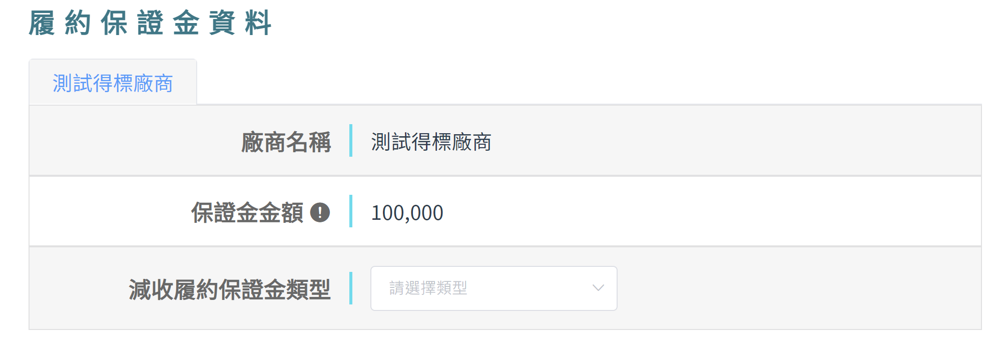 履約保證金資料
測試得標廠商
廠商名稱 測試得標廠商
保證金金額 100,000
減收履約保證金類型 請選擇類型